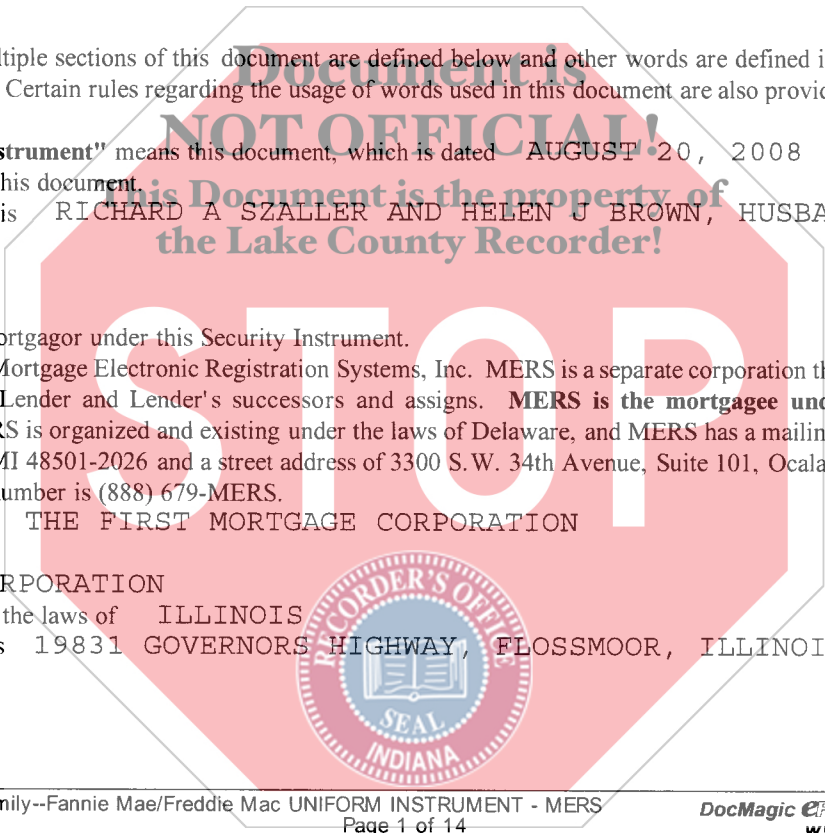 ltiple sections of this document are defined below and other words are defined i
Document is
Certain rules regarding the usage of words used in this document are also provid
NOT OFFICIAL!
strument" means this document, which is dated AUGUST 20, 2008
his document.
This Document is the property of
is RICHARD A SZALLER AND HELEN J BROWN, HUSBA
the Lake County Recorder!
STOP
ortgagor under this Security Instrument.
Mortgage Electronic Registration Systems, Inc. MERS is a separate corporation th
Lender and Lender's successors and assigns. MERS is the mortgagee und
RS is organized and existing under the laws of Delaware, and MERS has a mailin
MI 48501-2026 and a street address of 3300 S.W. 34th Avenue, Suite 101, Ocala
umber is (888) 679-MERS.
THE FIRST MORTGAGE CORPORATION
RPORATION
the laws of ILLINOIS
s 19831 GOVERNORS HIGHWAY, FLOSSMOOR, ILLINOI
RECORDER'S OFFICE
SEAL
INDIANA
mily--Fannie Mae/Freddie Mac UNIFORM INSTRUMENT - MERS
DocMagic
Page 1 of 14